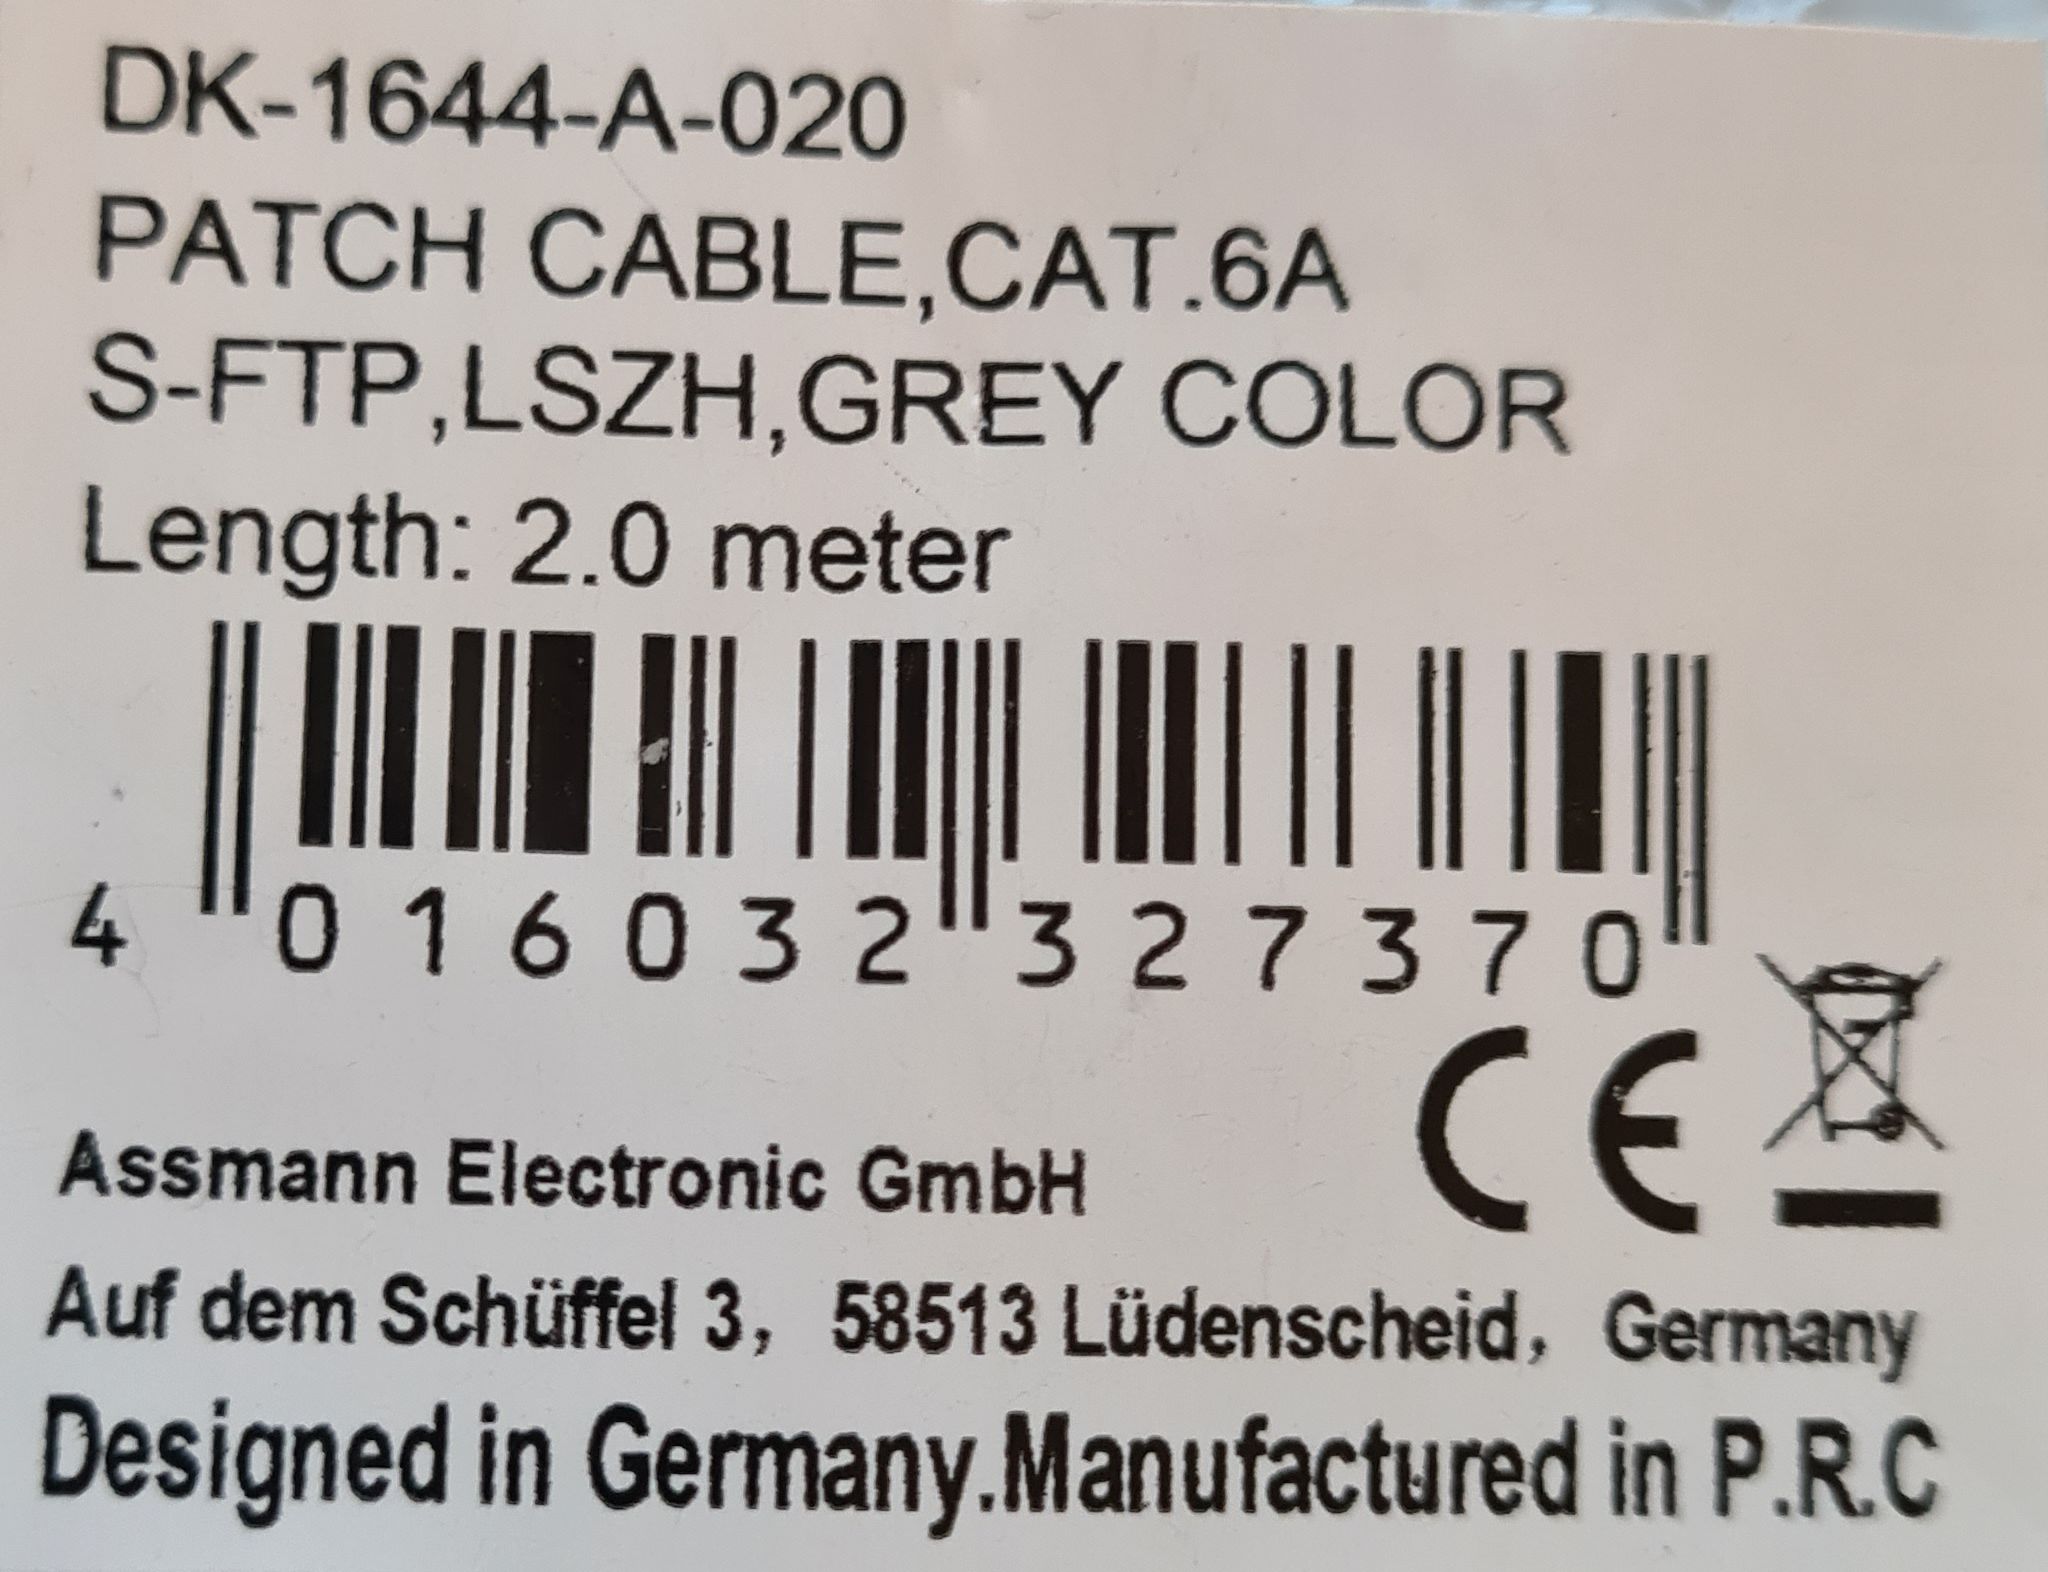 DK-1644-A-020
PATCH CABLE,CAT.6A
S-FTP,LSZH,GREY COLOR
Length: 2.0 meter
4 016032 327370
CE
Assmann Electronic GmbH
Auf dem Schüffel 3, 58513 Lüdenscheid, Germany
Designed in Germany.Manufactured in P.R.C